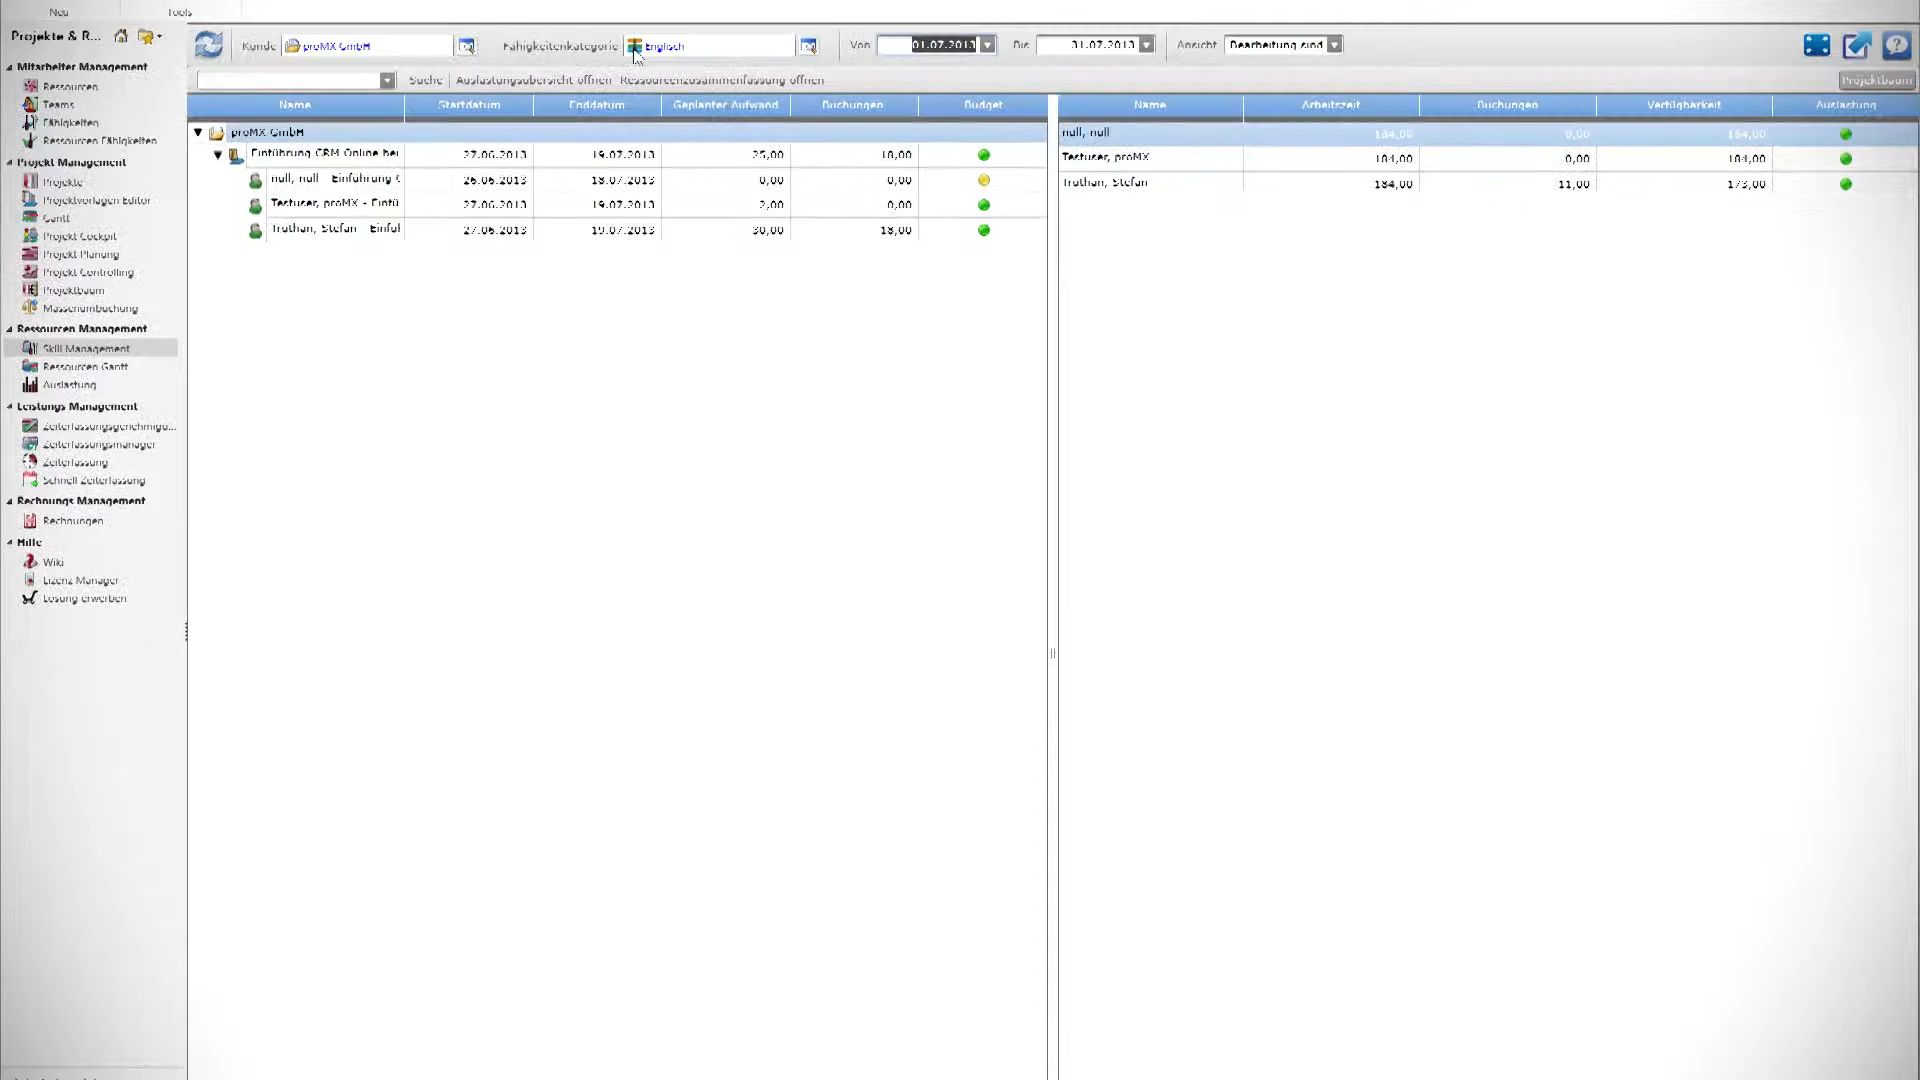 Neu Tools
Projekte & R...
Kunde proMX GmbH Fähigkeitenkategorie Englisch Von 01.07.2013 Bis 31.07.2013 Ansicht Bearbeitung sind
Suche Auslastungsübersicht öffnen Ressourcenzusammenfassung öffnen Projektbaum
Mitarbeiter Management
Ressourcen
Teams
Fähigkeiten
Ressourcen Fähigkeiten
Projekt Management
Projekte
Projektvorlagen Editor
Gantt
Projekt Cockpit
Projekt Planung
Projekt Controlling
Projektbaum
Massenumbuchung
Ressourcen Management
Skill Management
Ressourcen Gantt
Auslastung
Leistungs Management
Zeiterfassungsgenehmigu...
Zeiterfassungsmanager
Zeiterfassung
Schnell Zeiterfassung
Rechnungs Management
Rechnungen
Hilfe
Wiki
Lizenz Manager
Lösung erwerben
Name Startdatum Enddatum Geplanter Aufwand Buchungen Budget
proMX GmbH
Einführung CRM Online bei 27.06.2013 19.07.2013 25,00 18,00
null, null - Einführung C 26.06.2013 18.07.2013 0,00 0,00
Testuser, proMX - Einfü 27.06.2013 19.07.2013 2,00 0,00
Truthan, Stefan - Einfüh 27.06.2013 19.07.2013 30,00 18,00
Name Arbeitszeit Buchungen Verfügbarkeit Auslastung
null, null 184,00 0,00 184,00
Testuser, proMX 184,00 0,00 184,00
Truthan, Stefan 184,00 11,00 173,00